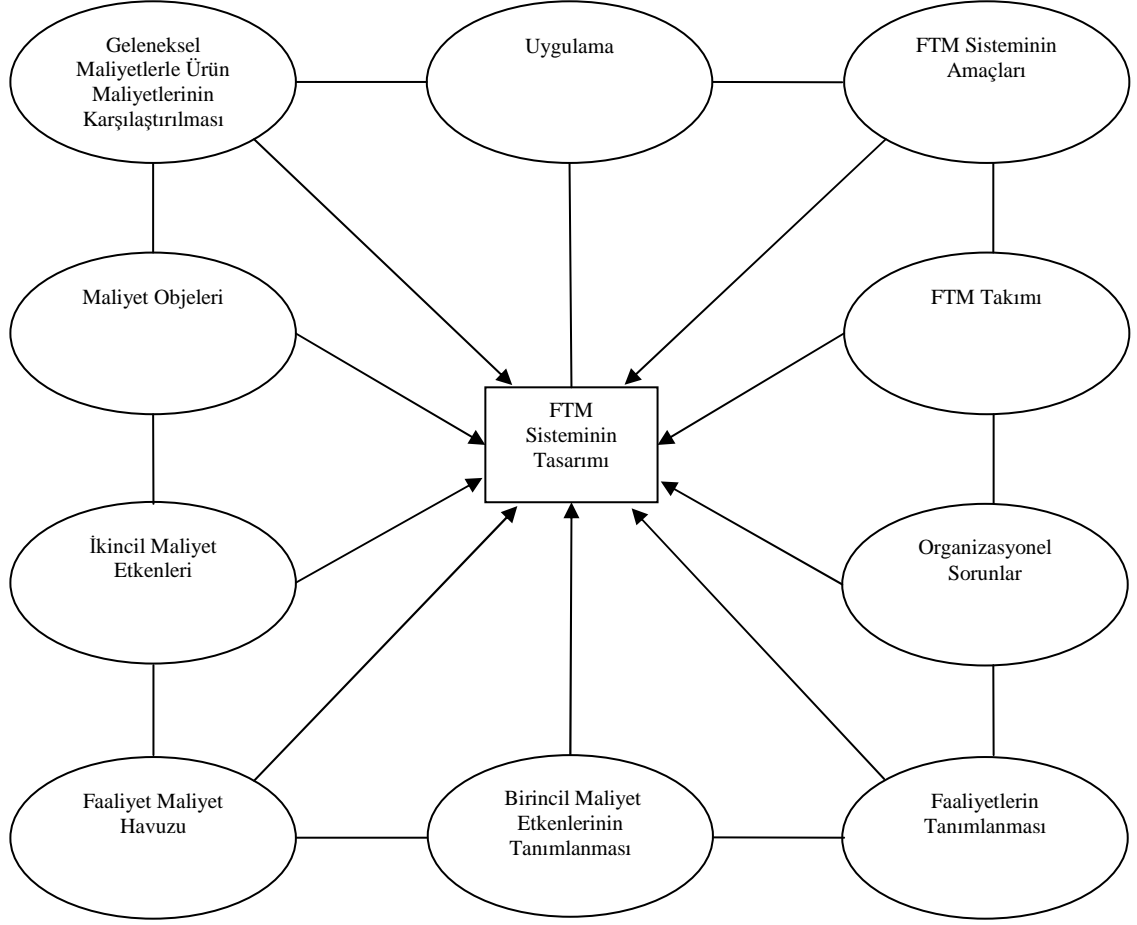 Geleneksel
Maliyetlerle Ürün
Maliyetlerinin
Karşılaştırılması
Uygulama
FTM Sisteminin
Amaçları
Maliyet Objeleri
FTM Takımı
FTM
Sisteminin
Tasarımı
İkincil Maliyet
Etkenleri
Organizasyonel
Sorunlar
Faaliyet Maliyet
Havuzu
Birincil Maliyet
Etkenlerinin
Tanımlanması
Faaliyetlerin
Tanımlanması